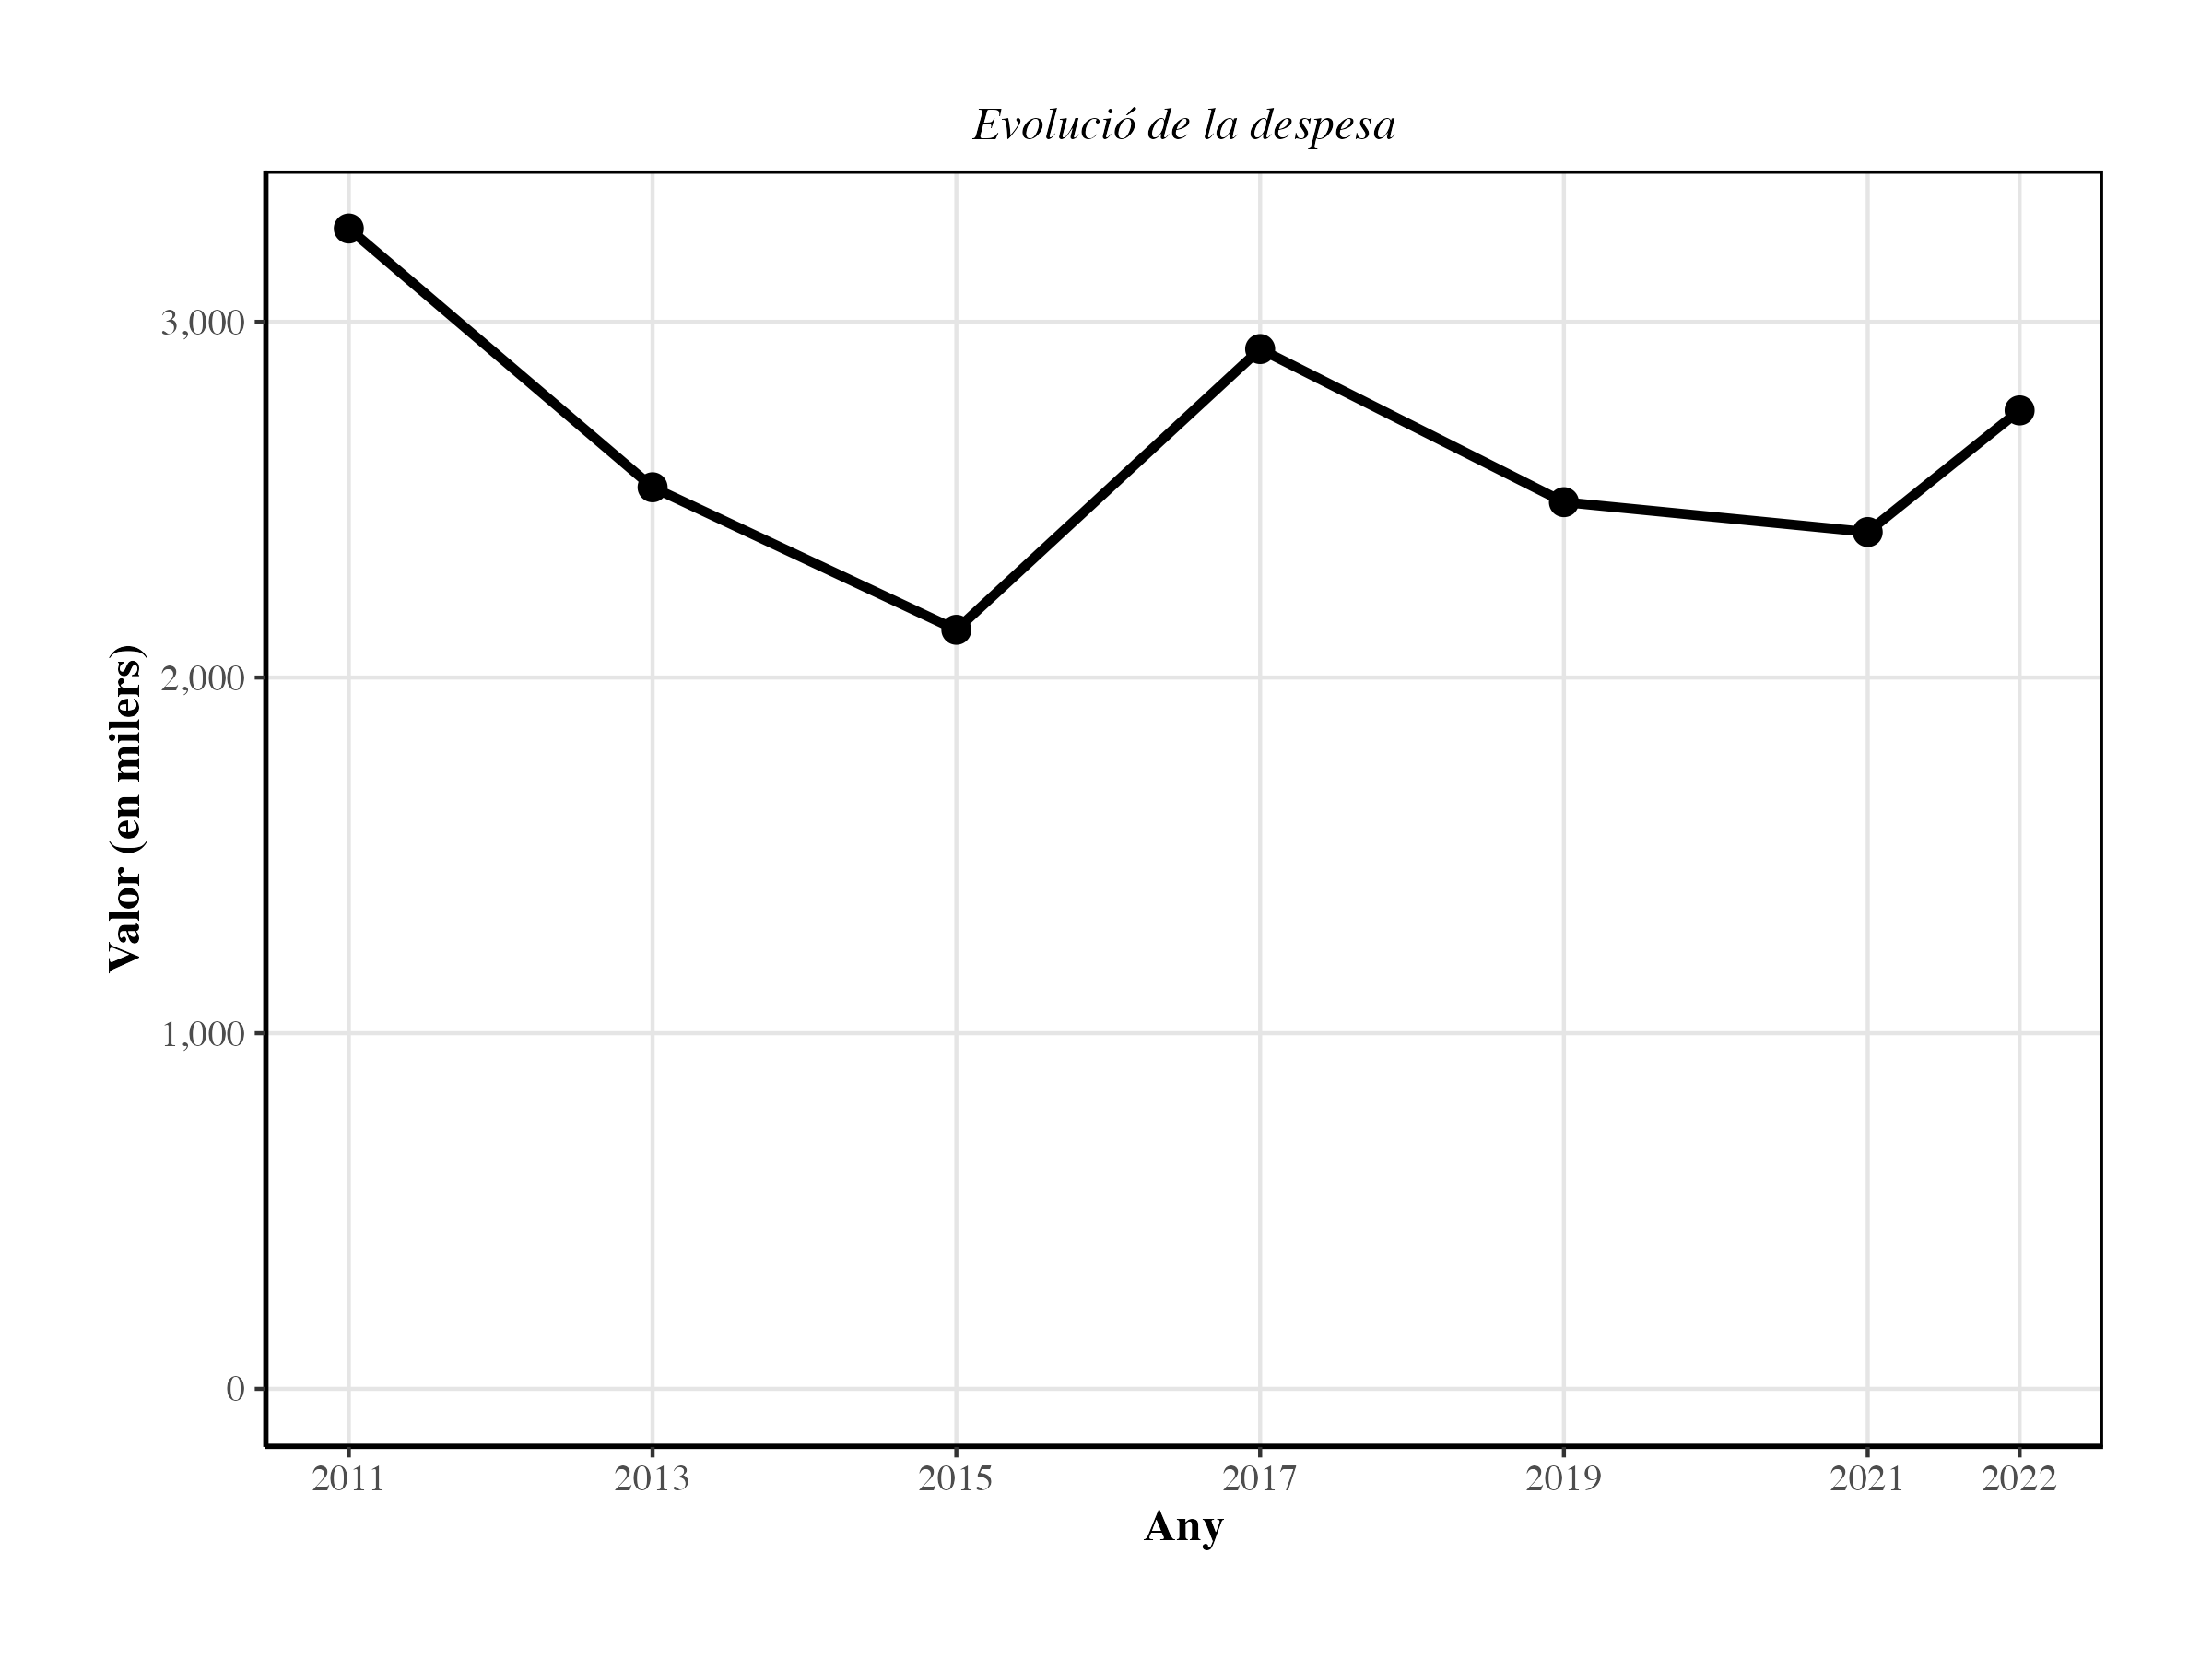 Evolució de la despesa
Valor (en milers)
3,000
2,000
1,000
0
2011 2013 2015 2017 2019 2021 2022
Any